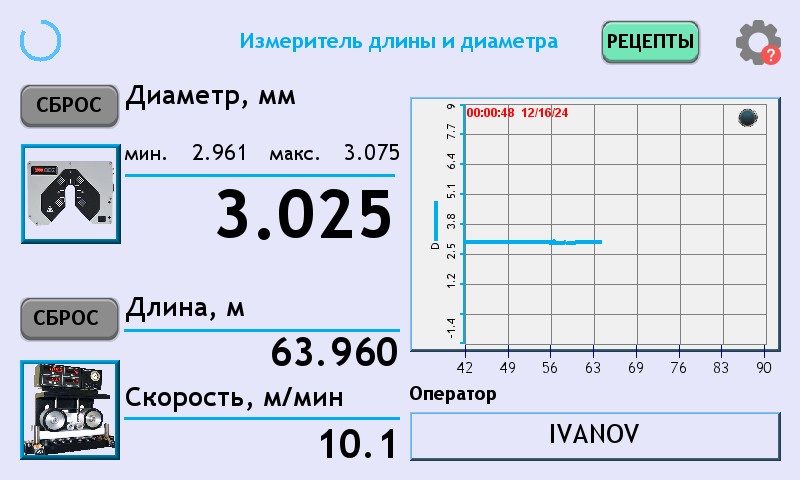 Измеритель длины и диаметра
РЕЦЕПТЫ
?
СБРОС
Диаметр, мм
мин. 2.961 макс. 3.075
3.025
00:00:48 12/16/24
9
7.7
6.4
5.1
3.8
2.5
1.2
-1.4
D
42 49 56 63 69 76 83 90
СБРОС
Длина, м
63.960
Скорость, м/мин
10.1
Оператор
IVANOV